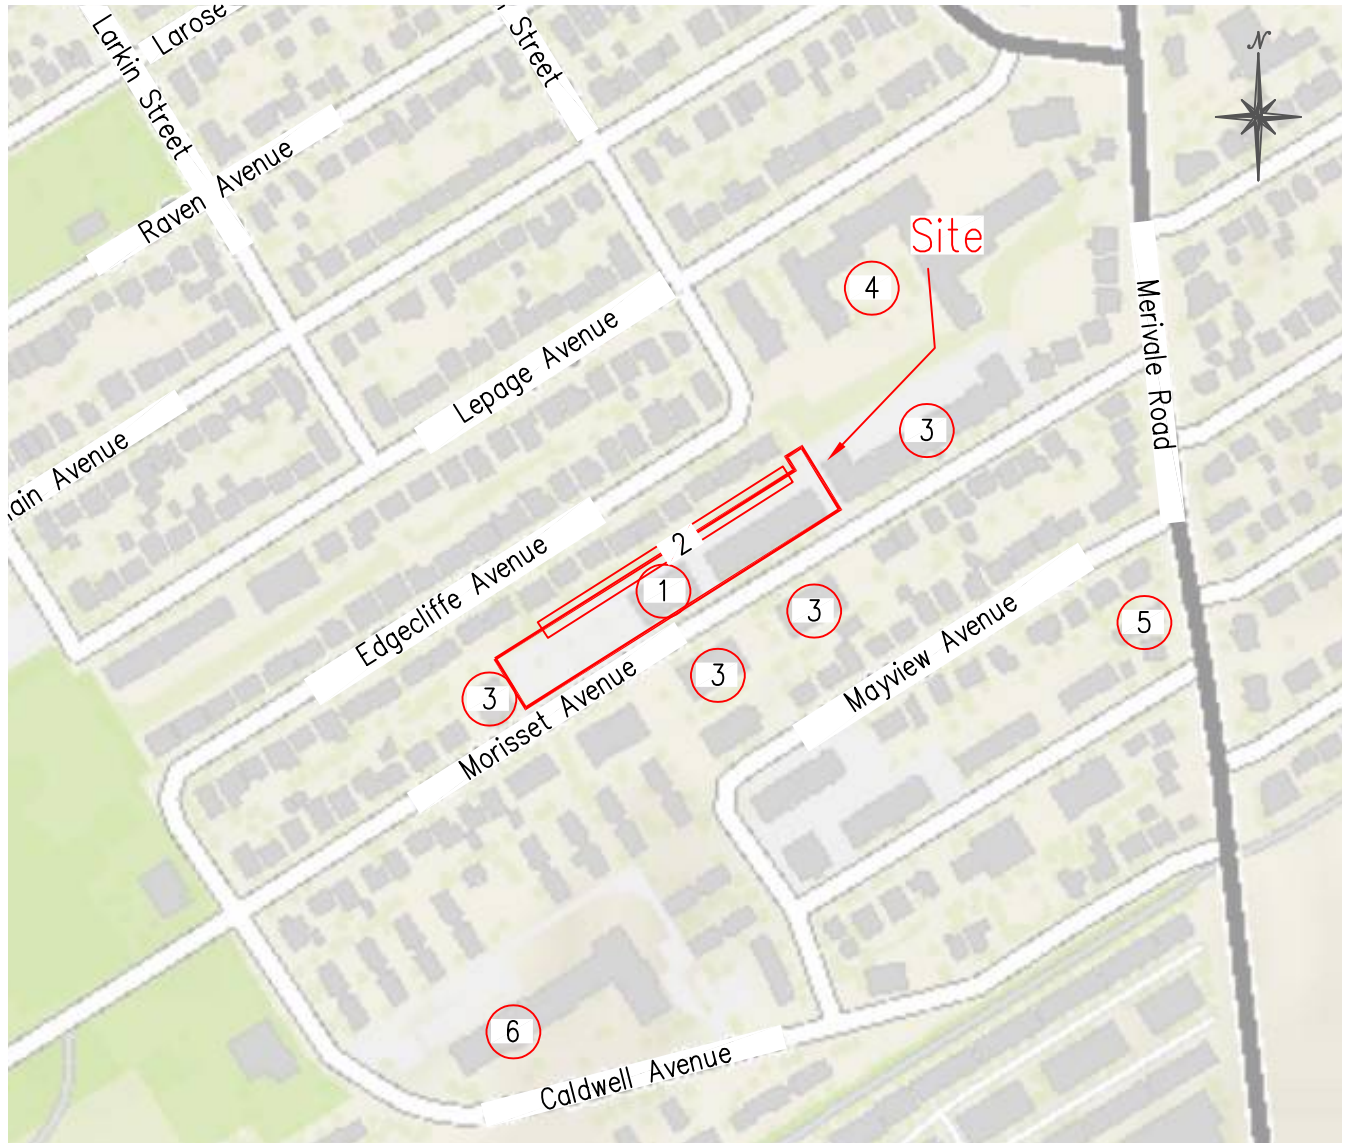 Larose
Larkin Street
Street
N
Raven Avenue
Site
4
Merivale Road
Lepage Avenue
3
ain Avenue
2
1
Edgecliffe Avenue
3
5
Mayview Avenue
3
3
Morisset Avenue
6
Caldwell Avenue